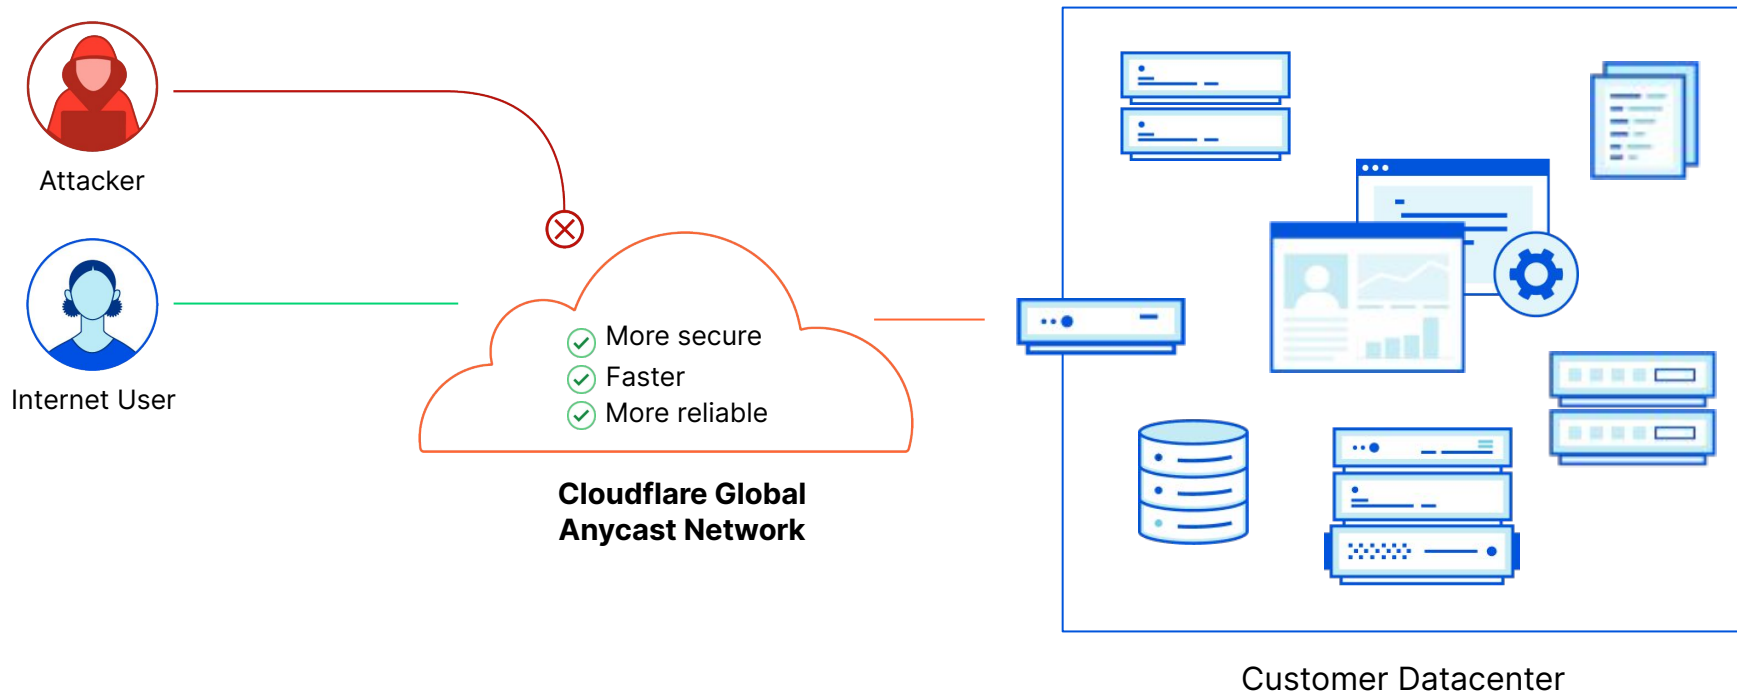 Attacker
Internet User
More secure
Faster
More reliable
Cloudflare Global
Anycast Network
Customer Datacenter